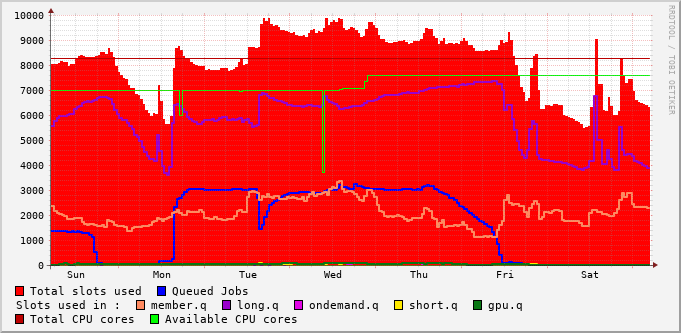 RRDTOOL / TOBI OETIKER
10000
9000
8000
7000
6000
5000
4000
3000
2000
1000
0
Sun Mon Tue Wed Thu Fri Sat
Total slots used Queued Jobs
Slots used in : member.q long.q ondemand.q short.q gpu.q
Total CPU cores Available CPU cores